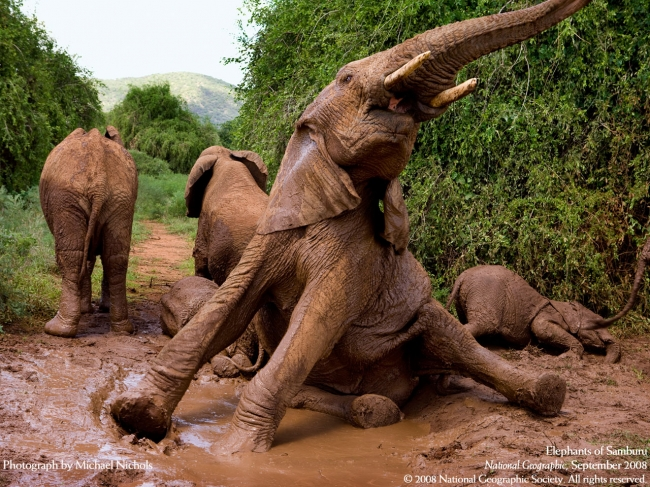 Photograph by Michael Nichols
Elephants of Samburu
National Geographic, September 2008
© 2008 National Geographic Society. All rights reserved.